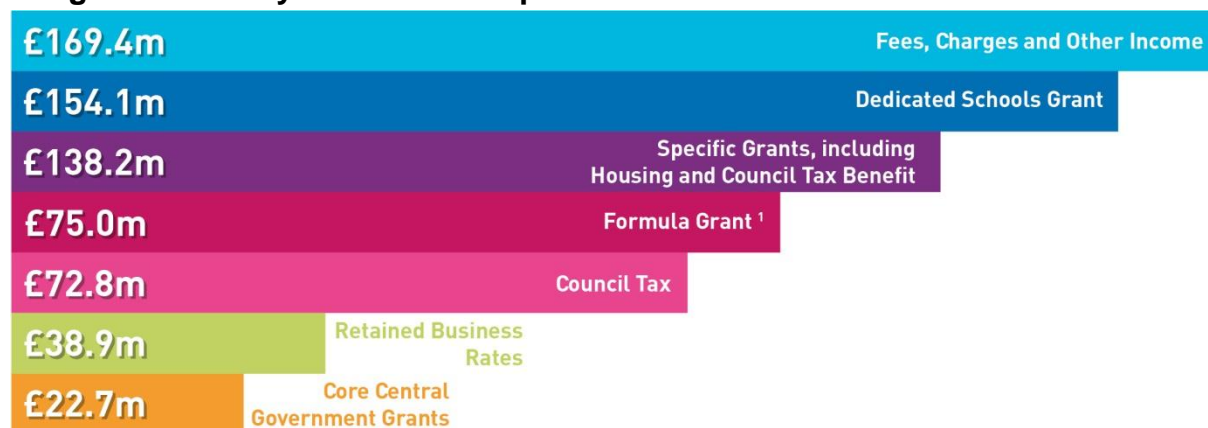 £169.4m Fees, Charges and Other Income
£154.1m Dedicated Schools Grant
£138.2m Specific Grants, including
Housing and Council Tax Benefit
£75.0m Formula Grant ¹
£72.8m Council Tax
£38.9m Retained Business
Rates
£22.7m Core Central
Government Grants